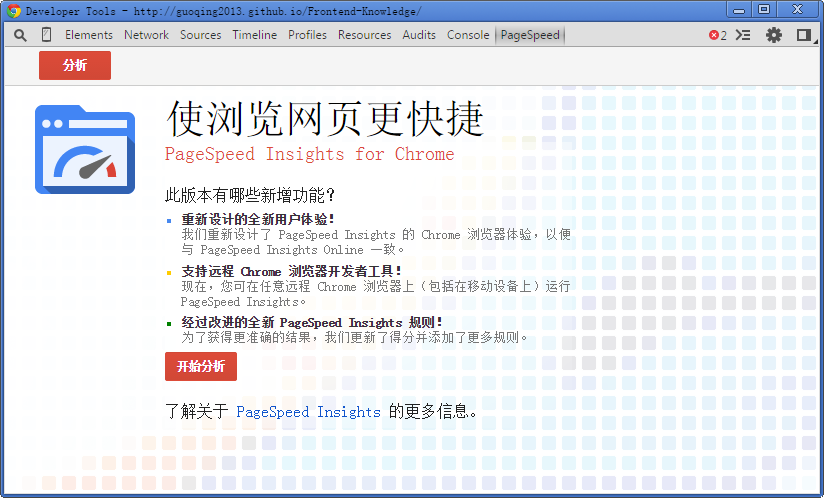 Developer Tools - http://guoqing2013.github.io/Frontend-Knowledge/
Elements Network Sources Timeline Profiles Resources Audits Console PageSpeed 2
分析
使浏览网页更快捷
PageSpeed Insights for Chrome
此版本有哪些新增功能？
重新设计的全新用户体验！
我们重新设计了 PageSpeed Insights 的 Chrome 浏览器体验，以便
与 PageSpeed Insights Online 一致。
支持远程 Chrome 浏览器开发者工具！
现在，您可在任意远程 Chrome 浏览器上（包括在移动设备上）运行
PageSpeed Insights。
经过改进的全新 PageSpeed Insights 规则！
为了获得更准确的结果，我们更新了得分并添加了更多规则。
开始分析
了解关于 PageSpeed Insights 的更多信息。